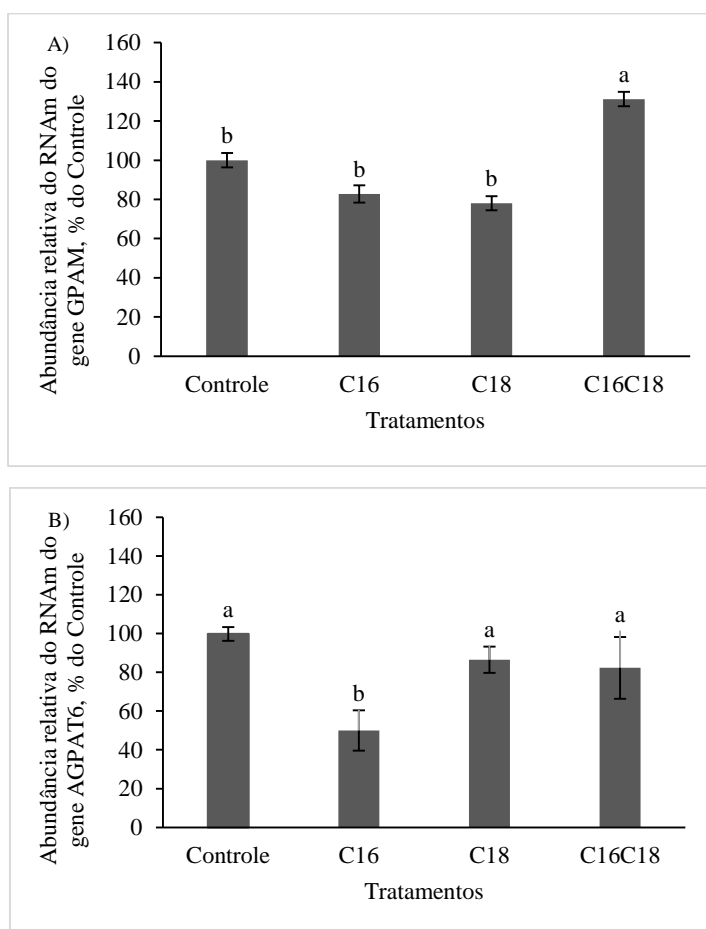 A)
Abundância relativa do RNAm do
gene GPAM, % do Controle
160
140
120
100
80
60
40
20
0
b
b
b
a
Controle C16 C18 C16C18
Tratamentos
B)
Abundância relativa do RNAm do
gene AGPAT6, % do Controle
160
140
120
100
80
60
40
20
0
a
b
a
a
Controle C16 C18 C16C18
Tratamentos